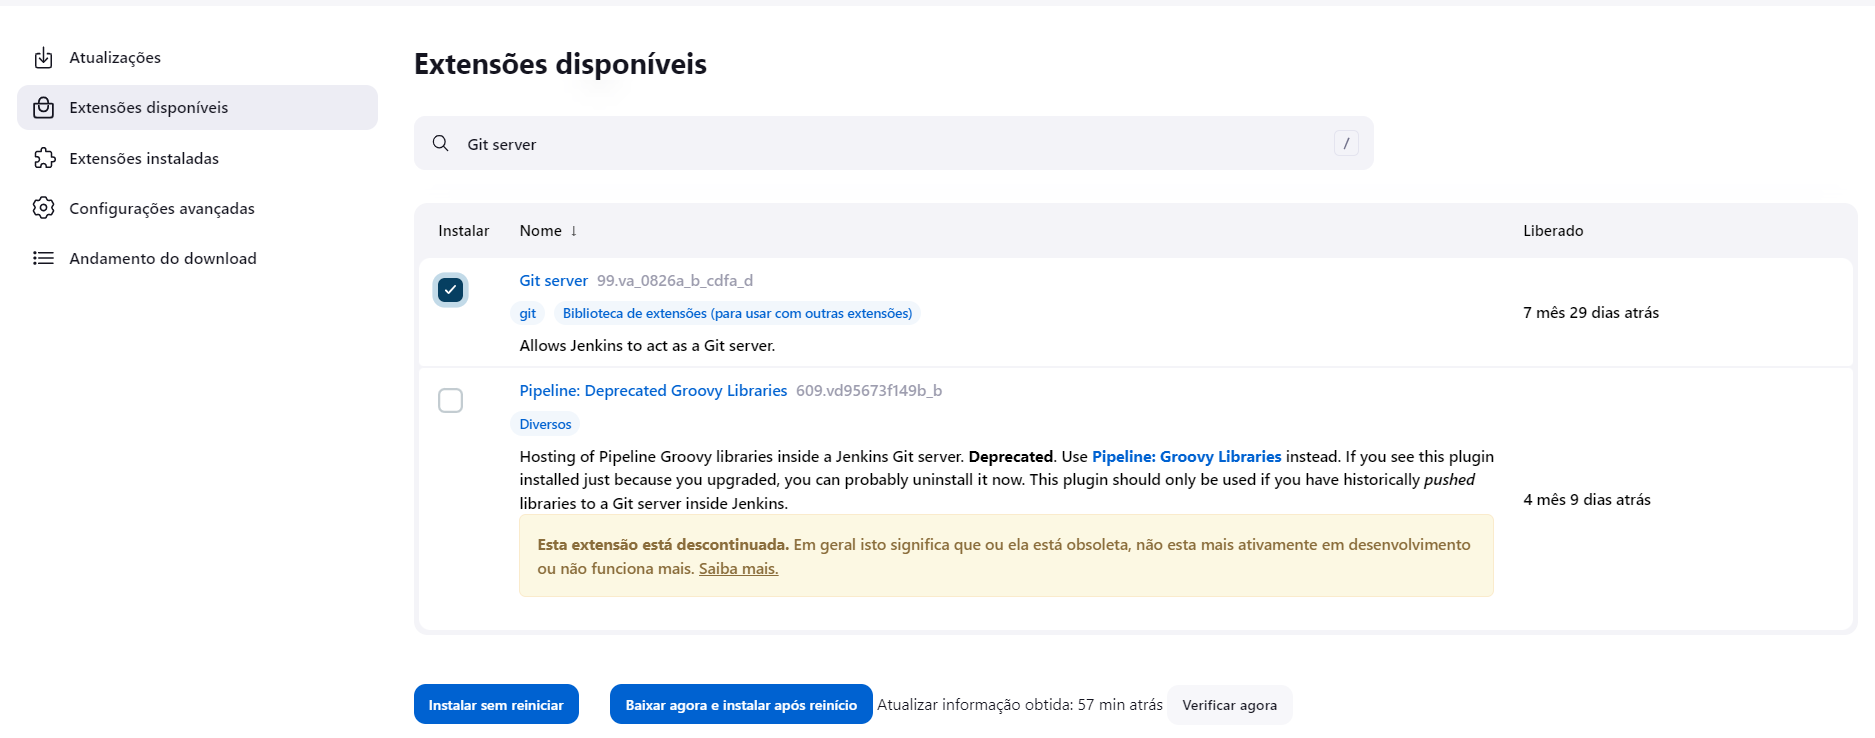 Atualizações
Extensões disponíveis
Extensões instaladas
Configurações avançadas
Andamento do download
Extensões disponíveis
Git server
/
Instalar Nome ↓ Liberado
Git server 99.va_0826a_b_cdfa_d
git Biblioteca de extensões (para usar com outras extensões)
7 mês 29 dias atrás
Allows Jenkins to act as a Git server.
Pipeline: Deprecated Groovy Libraries 609.vd95673f149b_b
Diversos
Hosting of Pipeline Groovy libraries inside a Jenkins Git server. Deprecated. Use Pipeline: Groovy Libraries instead. If you see this plugin
installed just because you upgraded, you can probably uninstall it now. This plugin should only be used if you have historically pushed
libraries to a Git server inside Jenkins.
4 mês 9 dias atrás
Esta extensão está descontinuada. Em geral isto significa que ou ela está obsoleta, não esta mais ativamente em desenvolvimento
ou não funciona mais. Saiba mais.
Instalar sem reiniciar Baixar agora e instalar após reinício Atualizar informação obtida: 57 min atrás Verificar agora